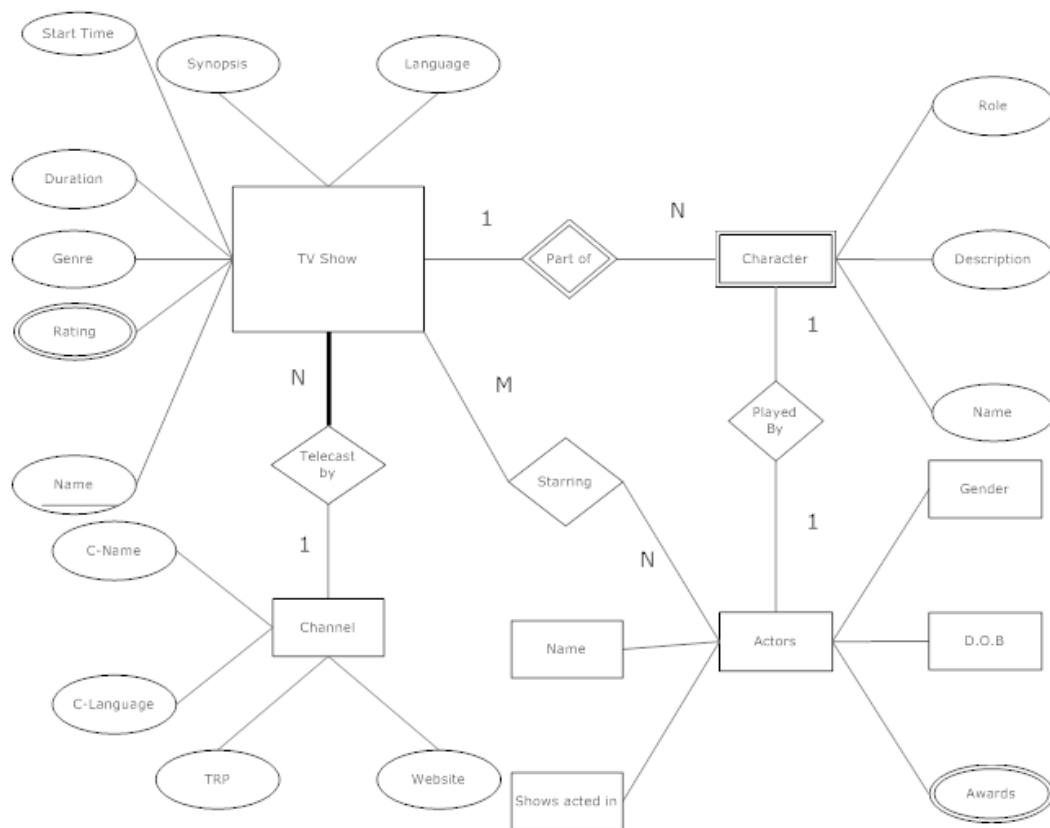 Start Time
Synopsis
Language
Role
Duration
TV Show
1
Part of
N
Character
Genre
Description
Rating
1
N
M
Played
By
Name
Name
Telecast
by
Starring
Gender
C-Name
1
1
N
Channel
Name
Actors
D.O.B
C-Language
TRP
Website
Shows acted in
Awards